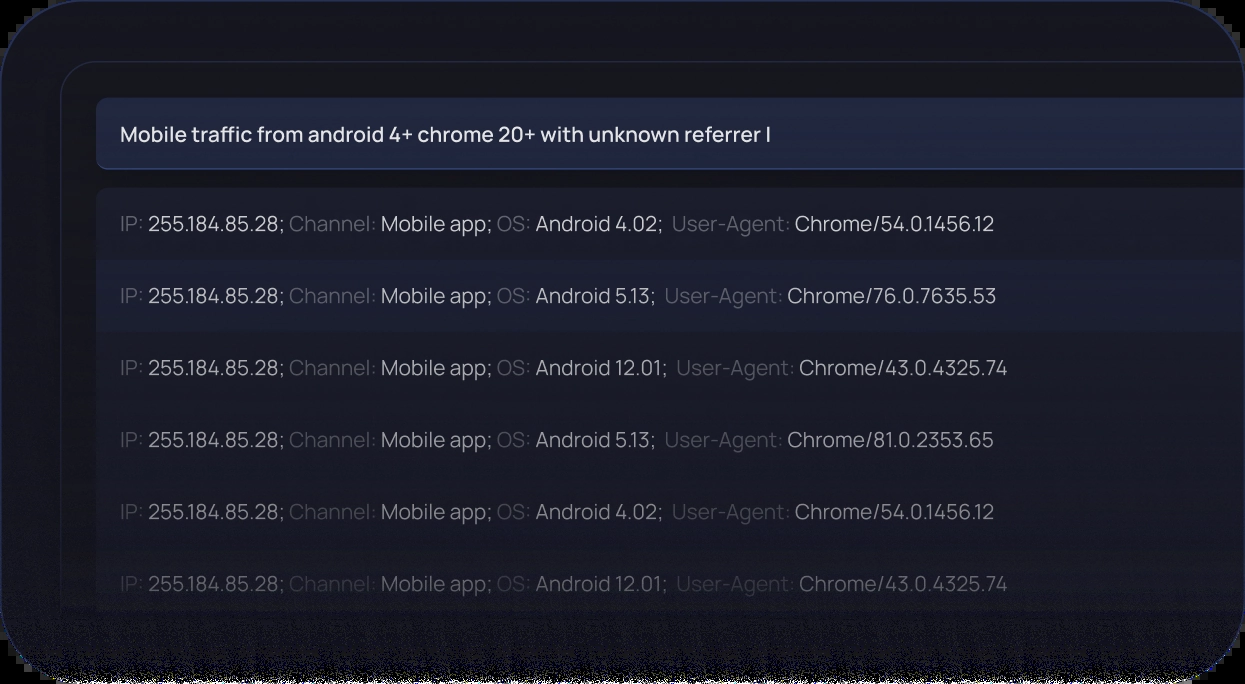 Mobile traffic from android 4+ chrome 20+ with unknown referrer |
IP: 255.184.85.28; Channel: Mobile app; OS: Android 4.02; User-Agent: Chrome/54.0.1456.12
IP: 255.184.85.28; Channel: Mobile app; OS: Android 5.13; User-Agent: Chrome/76.0.7635.53
IP: 255.184.85.28; Channel: Mobile app; OS: Android 12.01; User-Agent: Chrome/43.0.4325.74
IP: 255.184.85.28; Channel: Mobile app; OS: Android 5.13; User-Agent: Chrome/81.0.2353.65
IP: 255.184.85.28; Channel: Mobile app; OS: Android 4.02; User-Agent: Chrome/54.0.1456.12
IP: 255.184.85.28; Channel: Mobile app; OS: Android 12.01; User-Agent: Chrome/43.0.4325.74